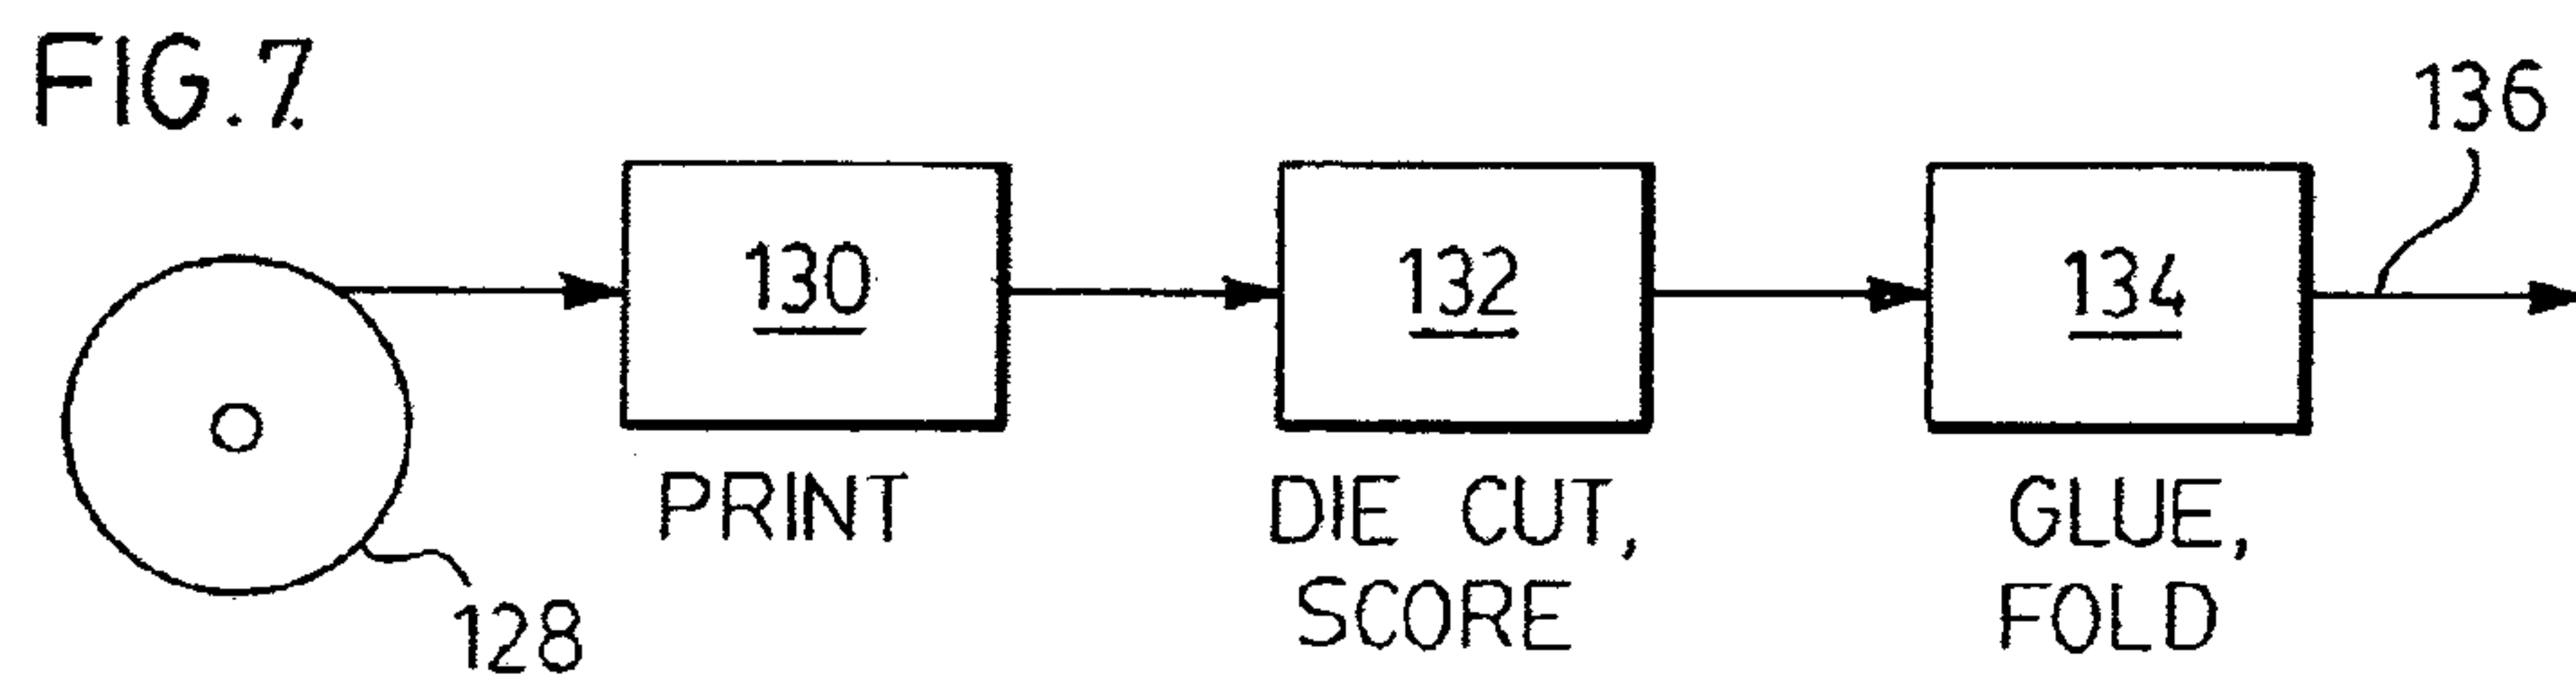 FIG. 7.
136
130
132
134
PRINT
DIE CUT,
SCORE
GLUE,
FOLD
128